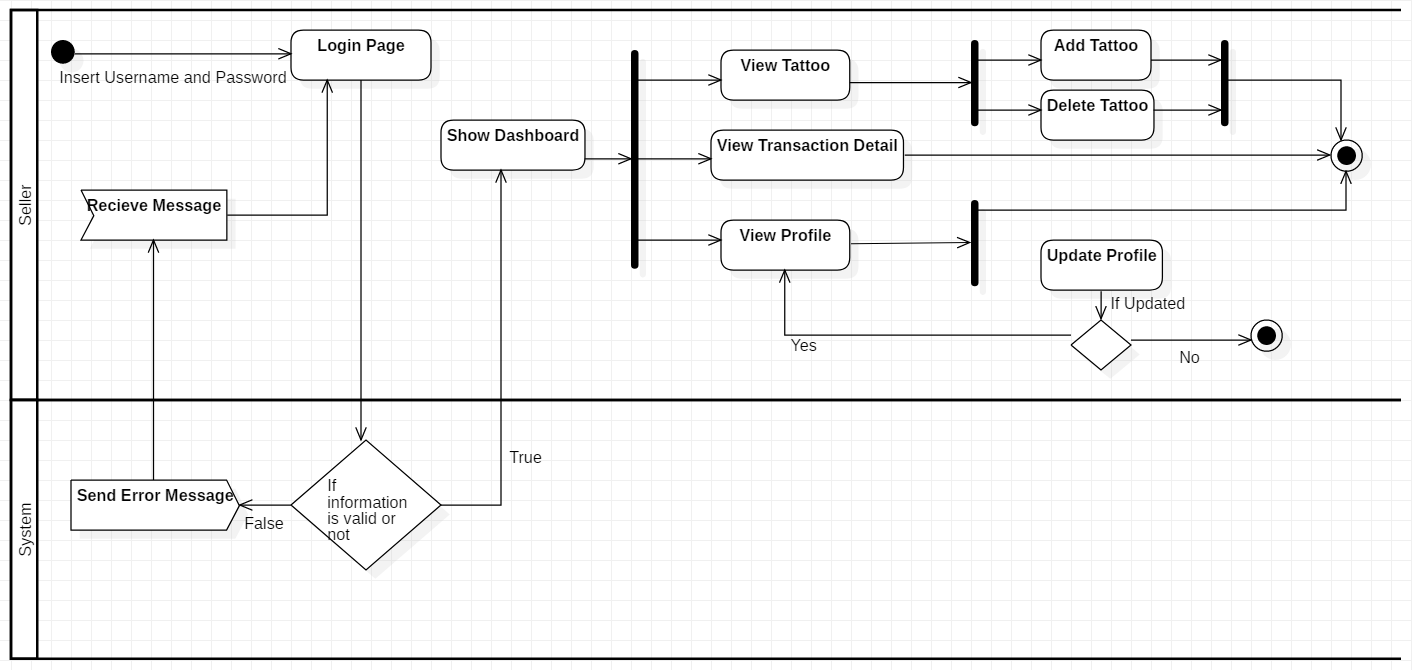 Seller
Insert Username and Password
Login Page
Recieve Message
Show Dashboard
View Tattoo
Add Tattoo
Delete Tattoo
View Transaction Detail
View Profile
Update Profile
If Updated
Yes
No
System
Send Error Message
False
If
information
is valid or
not
True